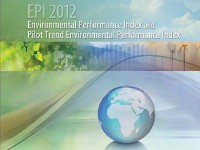 EPI 2012
Environmental Performance Index and
Pilot Trend Environmental Performance Index